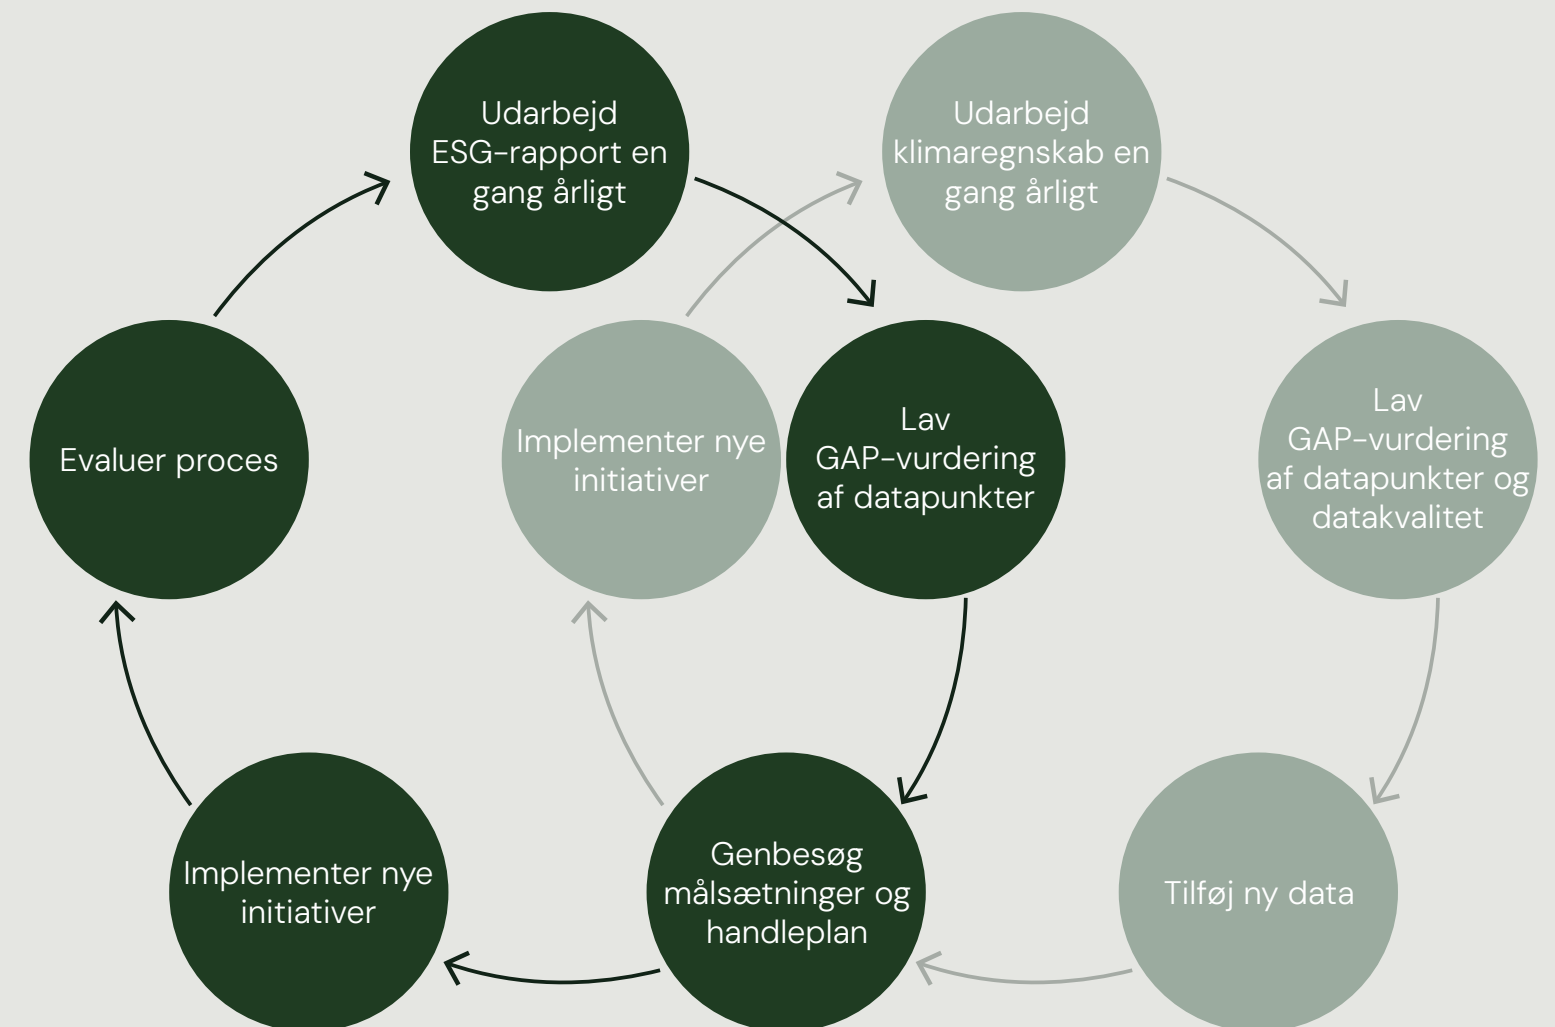 Udarbejd
ESG-rapport en
gang årligt
Udarbejd
klimaregnskab en
gang årligt
Evaluer proces
Implementer nye
initiativer
Lav
GAP-vurdering
af datapunkter
Lav
GAP-vurdering
af datapunkter og
datakvalitet
Implementer nye
initiativer
Genbesøg
målsætninger og
handleplan
Tilføj ny data